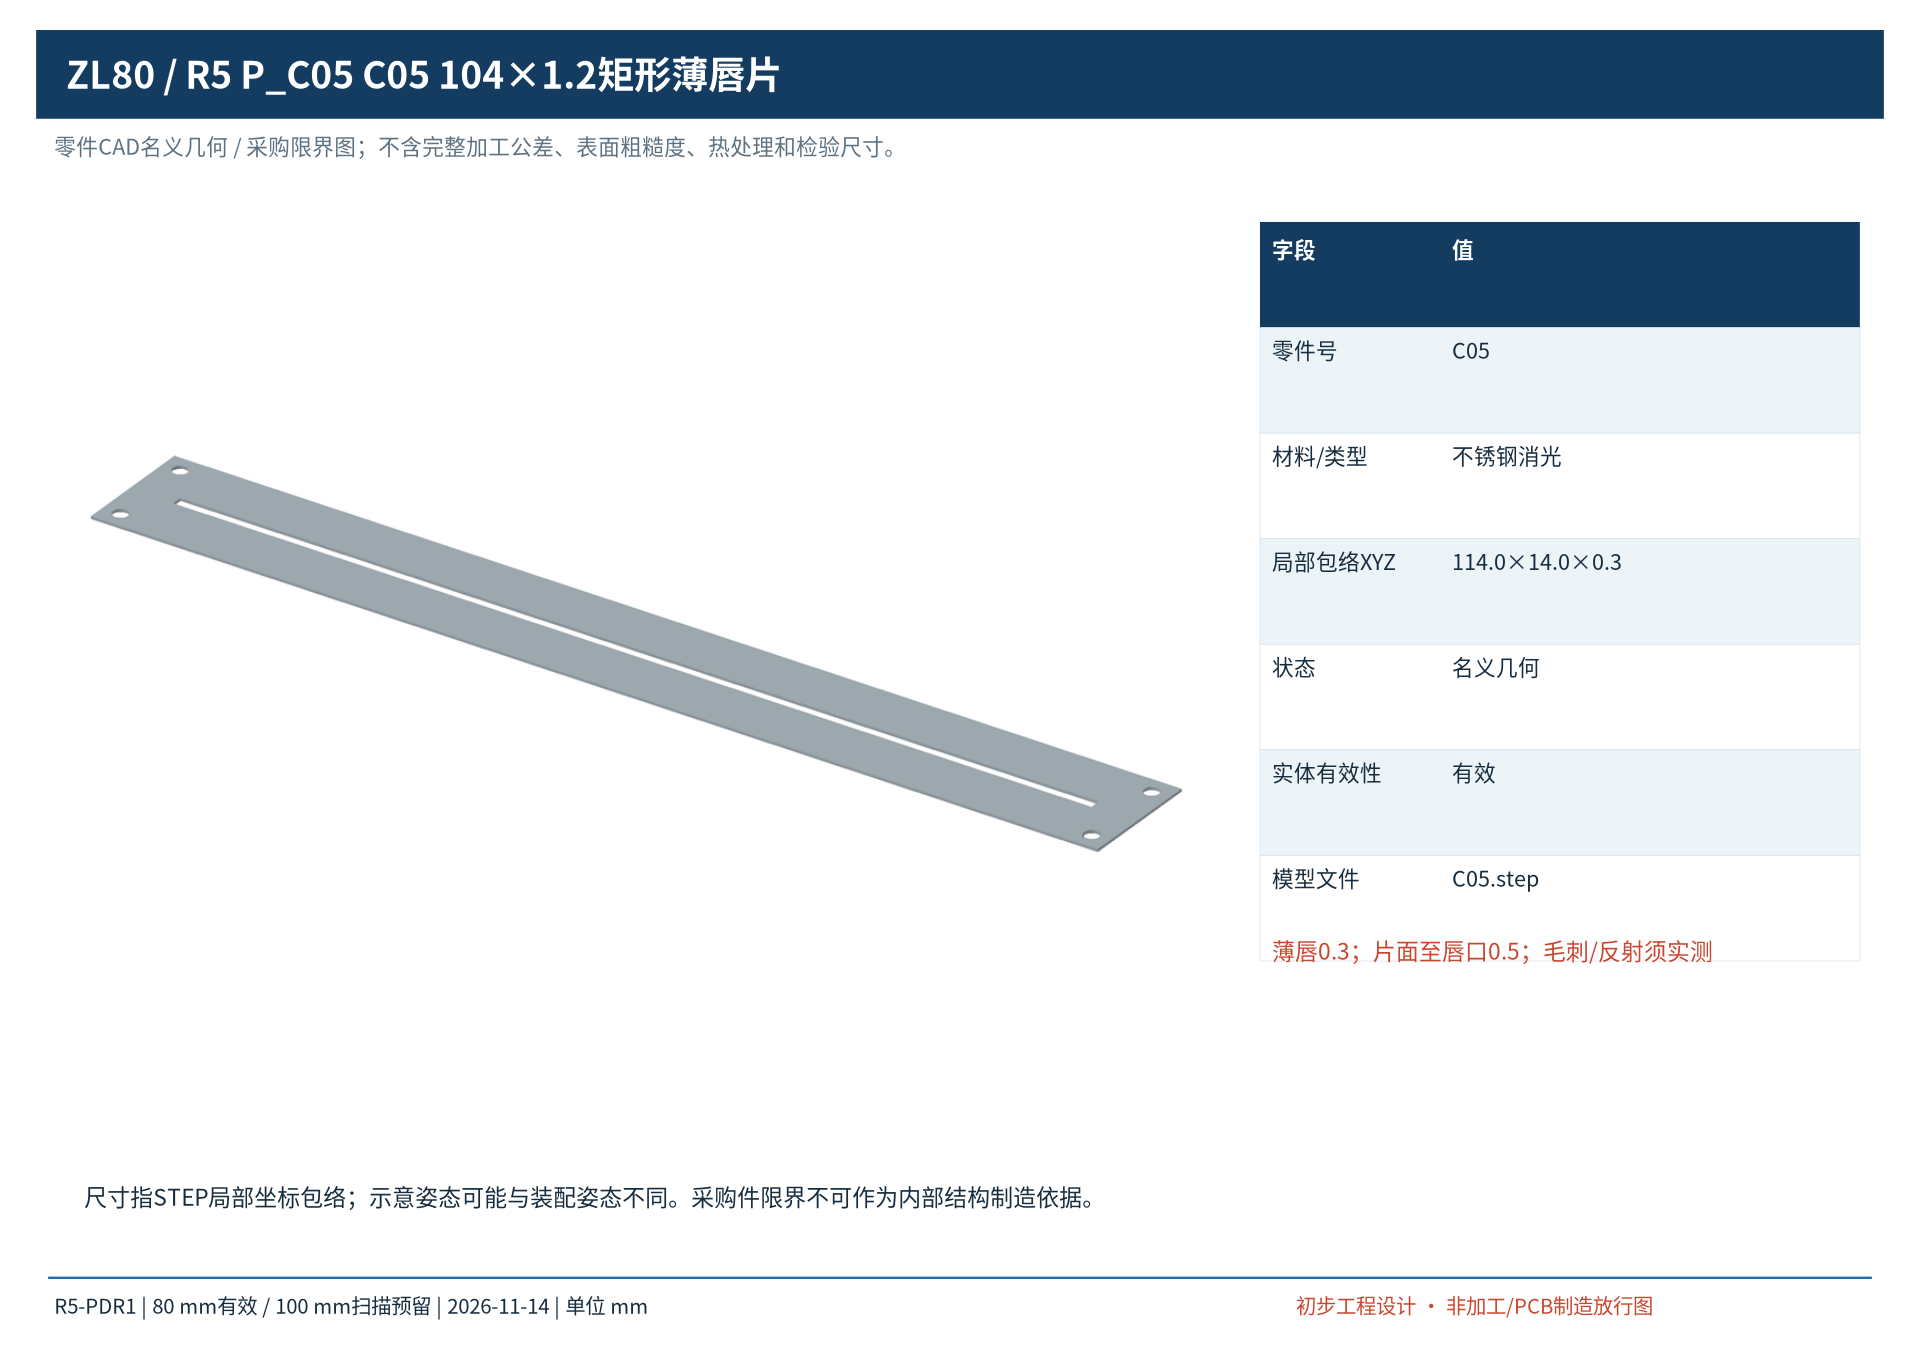 ZL80 / R5 P_C05 C05 104×1.2矩形薄唇片
零件CAD名义几何 / 采购限界图；不含完整加工公差、表面粗糙度、热处理和检验尺寸。
字段 值
零件号 C05
材料/类型 不锈钢消光
局部包络XYZ 114.0×14.0×0.3
状态 名义几何
实体有效性 有效
模型文件 C05.step
薄唇0.3；片面至唇口0.5；毛刺/反射须实测
尺寸指STEP局部坐标包络；示意姿态可能与装配姿态不同。采购件限界不可作为内部结构制造依据。
R5-PDR1 | 80 mm有效 / 100 mm扫描预留 | 2026-11-14 | 单位 mm
初步工程设计 · 非加工/PCB制造放行图